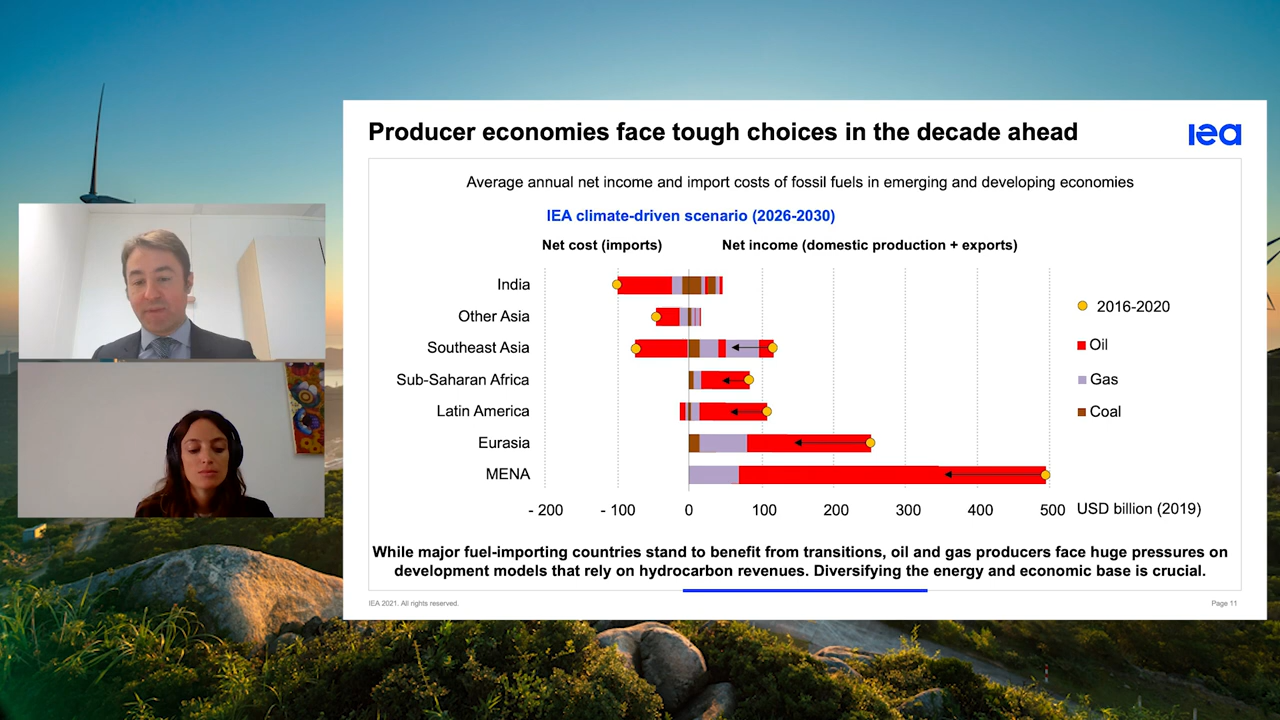 Producer economies face tough choices in the decade ahead
iea
Average annual net income and import costs of fossil fuels in emerging and developing economies
IEA climate-driven scenario (2026-2030)
Net cost (imports)
Net income (domestic production + exports)
India
Other Asia
Southeast Asia
Sub-Saharan Africa
Latin America
Eurasia
MENA
2016-2020
Oil
Gas
Coal
- 200
- 100
0
100
200
300
400
500
USD billion (2019)
While major fuel-importing countries stand to benefit from transitions, oil and gas producers face huge pressures on
development models that rely on hydrocarbon revenues. Diversifying the energy and economic base is crucial.
IEA 2021. All rights reserved.
Page 11